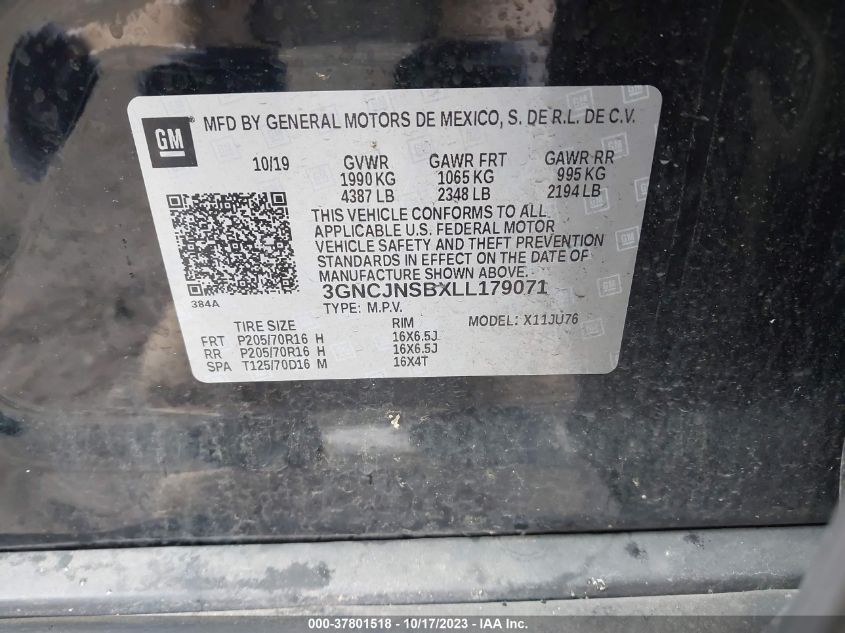 GM
MFD BY GENERAL MOTORS DE MEXICO, S. DE R.L. DE C.V.
10/19 GVWR GAWR FRT GAWR RR
1990 KG 1065 KG 995 KG
4387 LB 2348 LB 2194 LB
THIS VEHICLE CONFORMS TO ALL
APPLICABLE U.S. FEDERAL MOTOR
VEHICLE SAFETY AND THEFT PREVENTION
STANDARDS IN EFFECT ON THE DATE OF
MANUFACTURE SHOWN ABOVE.
384A 3GNCJNSBXLL179071
TYPE: M.P.V. MODEL: X11JU76
TIRE SIZE RIM
FRT P205/70R16 H 16X6.5J
RR P205/70R16 H 16X6.5J
SPA T125/70D16 M 16X4T
000-37801518 - 10/17/2023 - IAAI.com